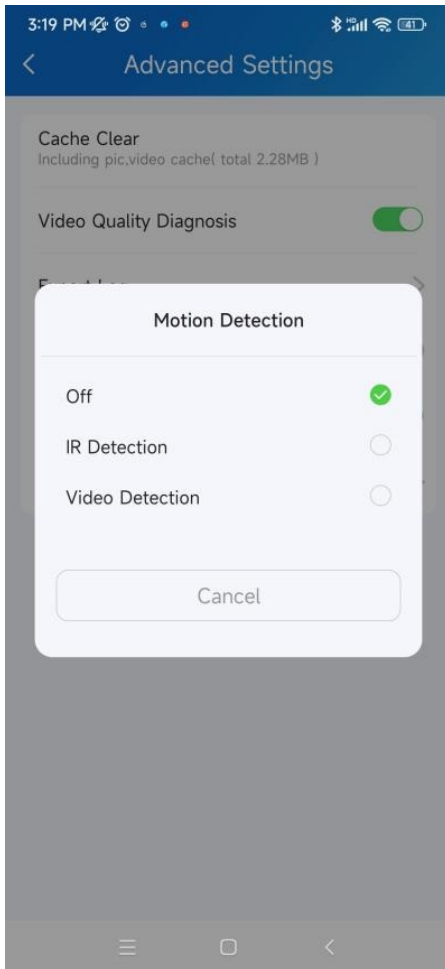 3:19 PM
41
Advanced Settings
Cache Clear
Including pic,video cache( total 2.28MB )
Video Quality Diagnosis
Motion Detection
Off
IR Detection
Video Detection
Cancel